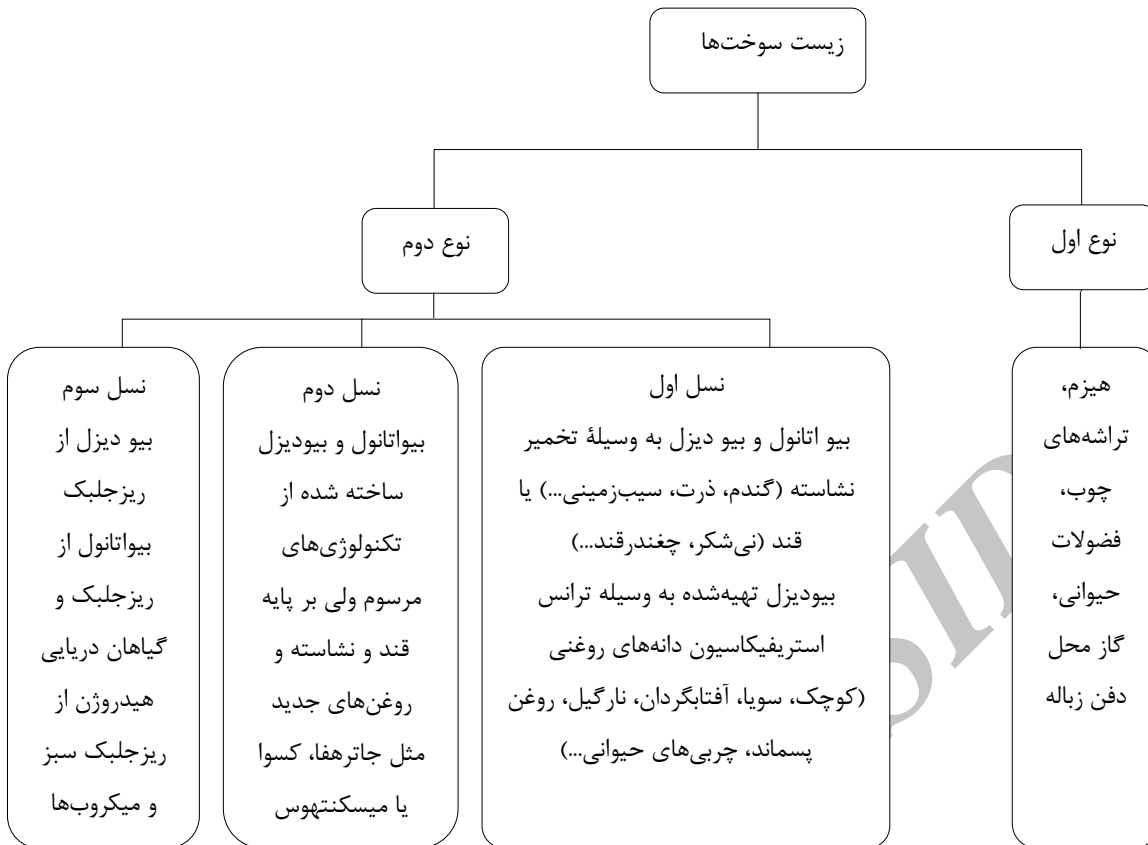 زیست سوخت‌ها
نوع اول
نوع دوم
هیزم،
تراشه‌های
چوب،
فضولات
حیوانی،
گاز محل
دفن زباله
نسل اول
بیو اتانول و بیو دیزل به وسیلهٔ تخمیر
نشاسته (گندم، ذرت، سیب‌زمینی...) یا
قند (نی‌شکر، چغندرقند...)
بیودیزل تهیه‌شده به وسیله ترانس
استریفیکاسیون دانه‌های روغنی
(کوچک، سویا، آفتابگردان، نارگیل، روغن
پسماند، چربی‌های حیوانی...)
نسل دوم
بیواتانول و بیودیزل
ساخته شده از
تکنولوژی‌های
مرسوم ولی بر پایه
قند و نشاسته و
روغن‌های جدید
مثل جاترهفا، کسوا
یا میسکنتهوس
نسل سوم
بیو دیزل از
ریزجلبک
بیواتانول از
ریزجلبک و
گیاهان دریایی
هیدروژن از
ریزجلبک سبز
و میکروب‌ها